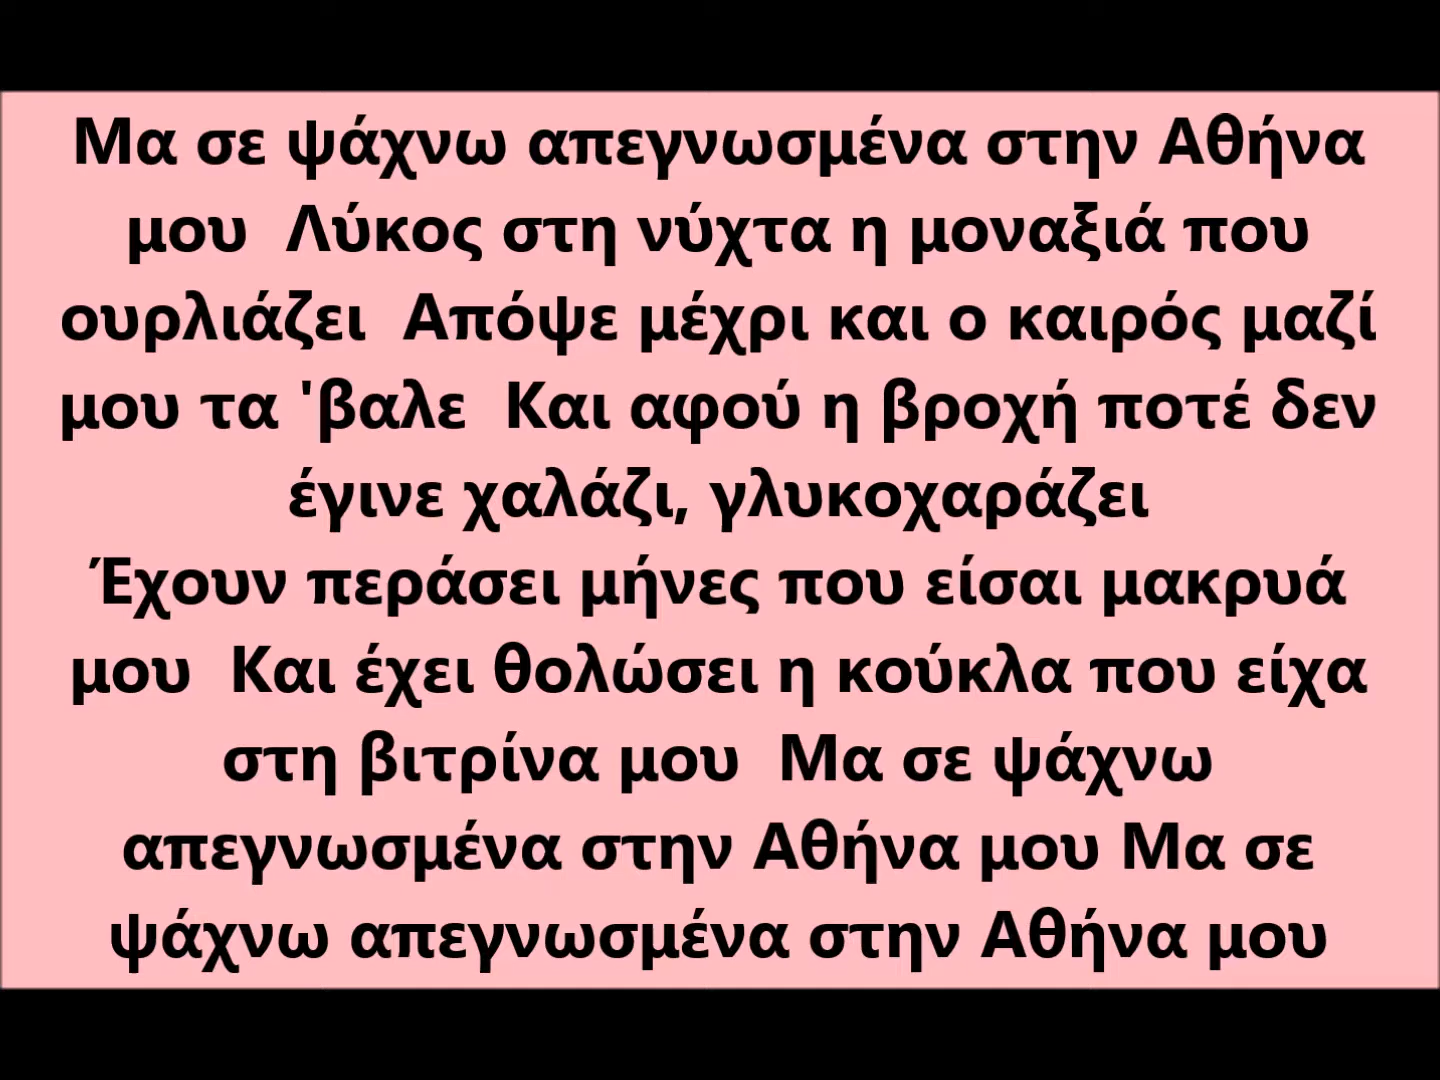 Μα σε ψάχνω απεγνωσμένα στην Αθήνα
μου  Λύκος στη νύχτα η μοναξιά που
ουρλιάζει  Απόψε μέχρι και ο καιρός μαζί
μου τα 'βαλε  Και αφού η βροχή ποτέ δεν
έγινε χαλάζι, γλυκοχαράζει
Έχουν περάσει μήνες που είσαι μακρυά
μου  Και έχει θολώσει η κούκλα που είχα
στη βιτρίνα μου  Μα σε ψάχνω
απεγνωσμένα στην Αθήνα μου Μα σε
ψάχνω απεγνωσμένα στην Αθήνα μου